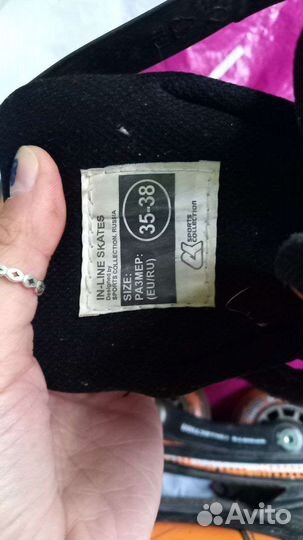 IN-LINE SKATES
Designed by
SPORTS COLLECTION, RUSSIA
SIZE:
РАЗМЕР:
(EU/RU)
35-38
SPORTS
COLLECTION
Avito